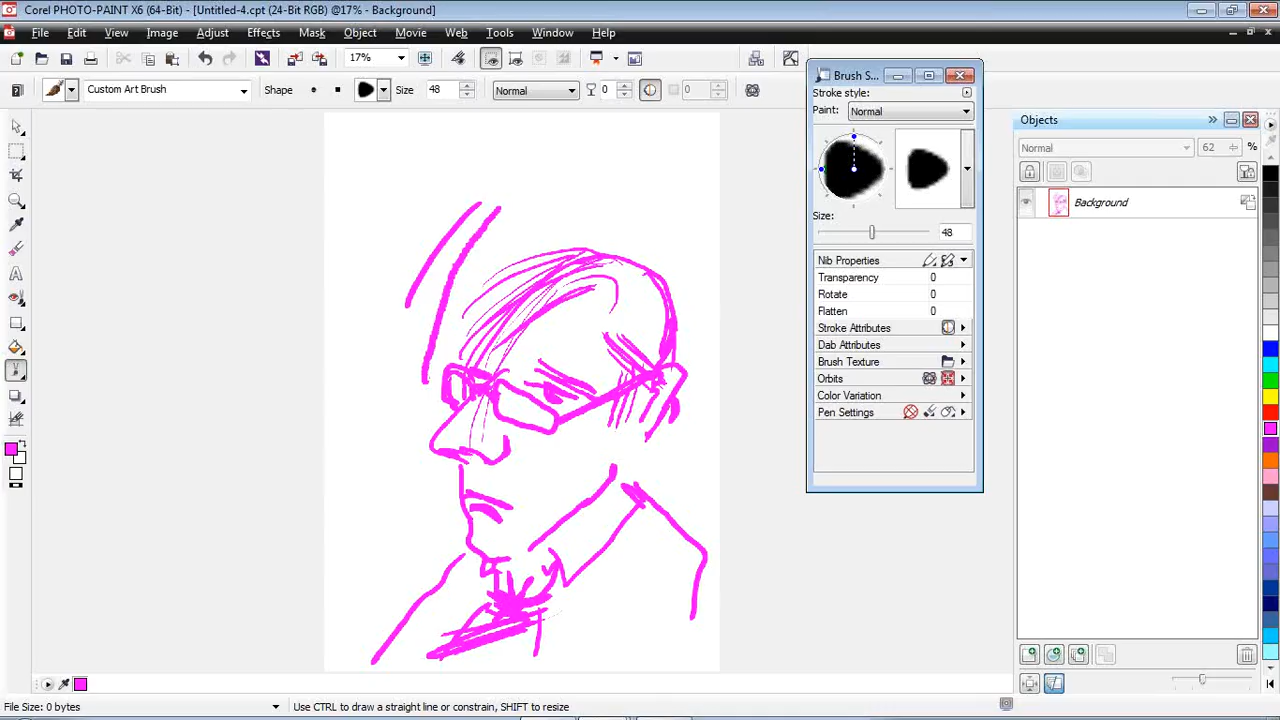 Corel PHOTO-PAINT X6 (64-Bit) - [Untitled-4.cpt (24-Bit RGB) @17% - Background]
File Edit View Image Adjust Effects Mask Object Movie Web Tools Window Help
17%
Custom Art Brush Shape Size 48 Normal 0 0
Brush S...
Stroke style:
Paint: Normal
Size:
48
Nib Properties
Transparency 0
Rotate 0
Flatten 0
Stroke Attributes
Dab Attributes
Brush Texture
Orbits
Color Variation
Pen Settings
Objects
Normal 62 %
Background
File Size: 0 bytes Use CTRL to draw a straight line or constrain, SHIFT to resize